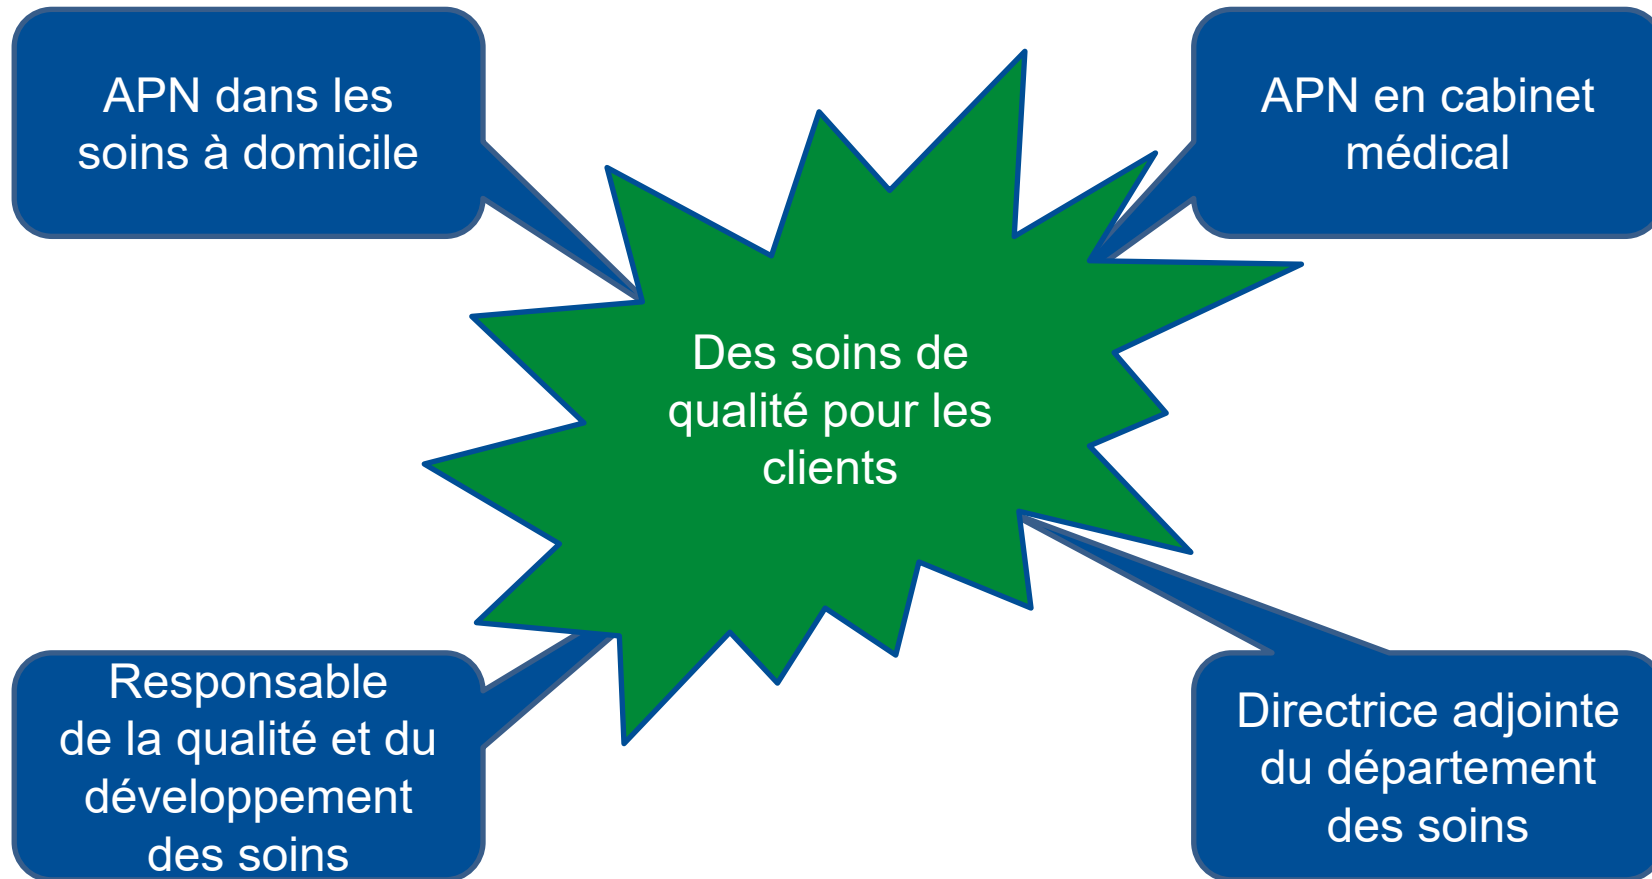 APN dans les
soins à domicile
APN en cabinet
médical
Des soins de
qualité pour les
clients
Responsable
de la qualité et du
développement
des soins
Directrice adjointe
du département
des soins